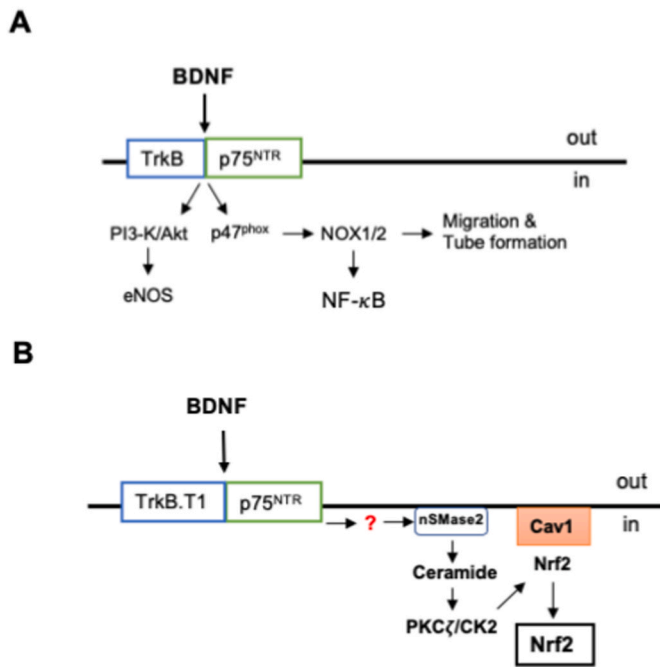 A
BDNF
out
TrkB p75NTR
in
PI3-K/Akt p47phox NOX1/2 Migration &
Tube formation
eNOS
NF-κB
B
BDNF
out
TrkB.T1 p75NTR
? nSMase2 Cav1 in
Ceramide Nrf2
PKCζ/CK2
Nrf2